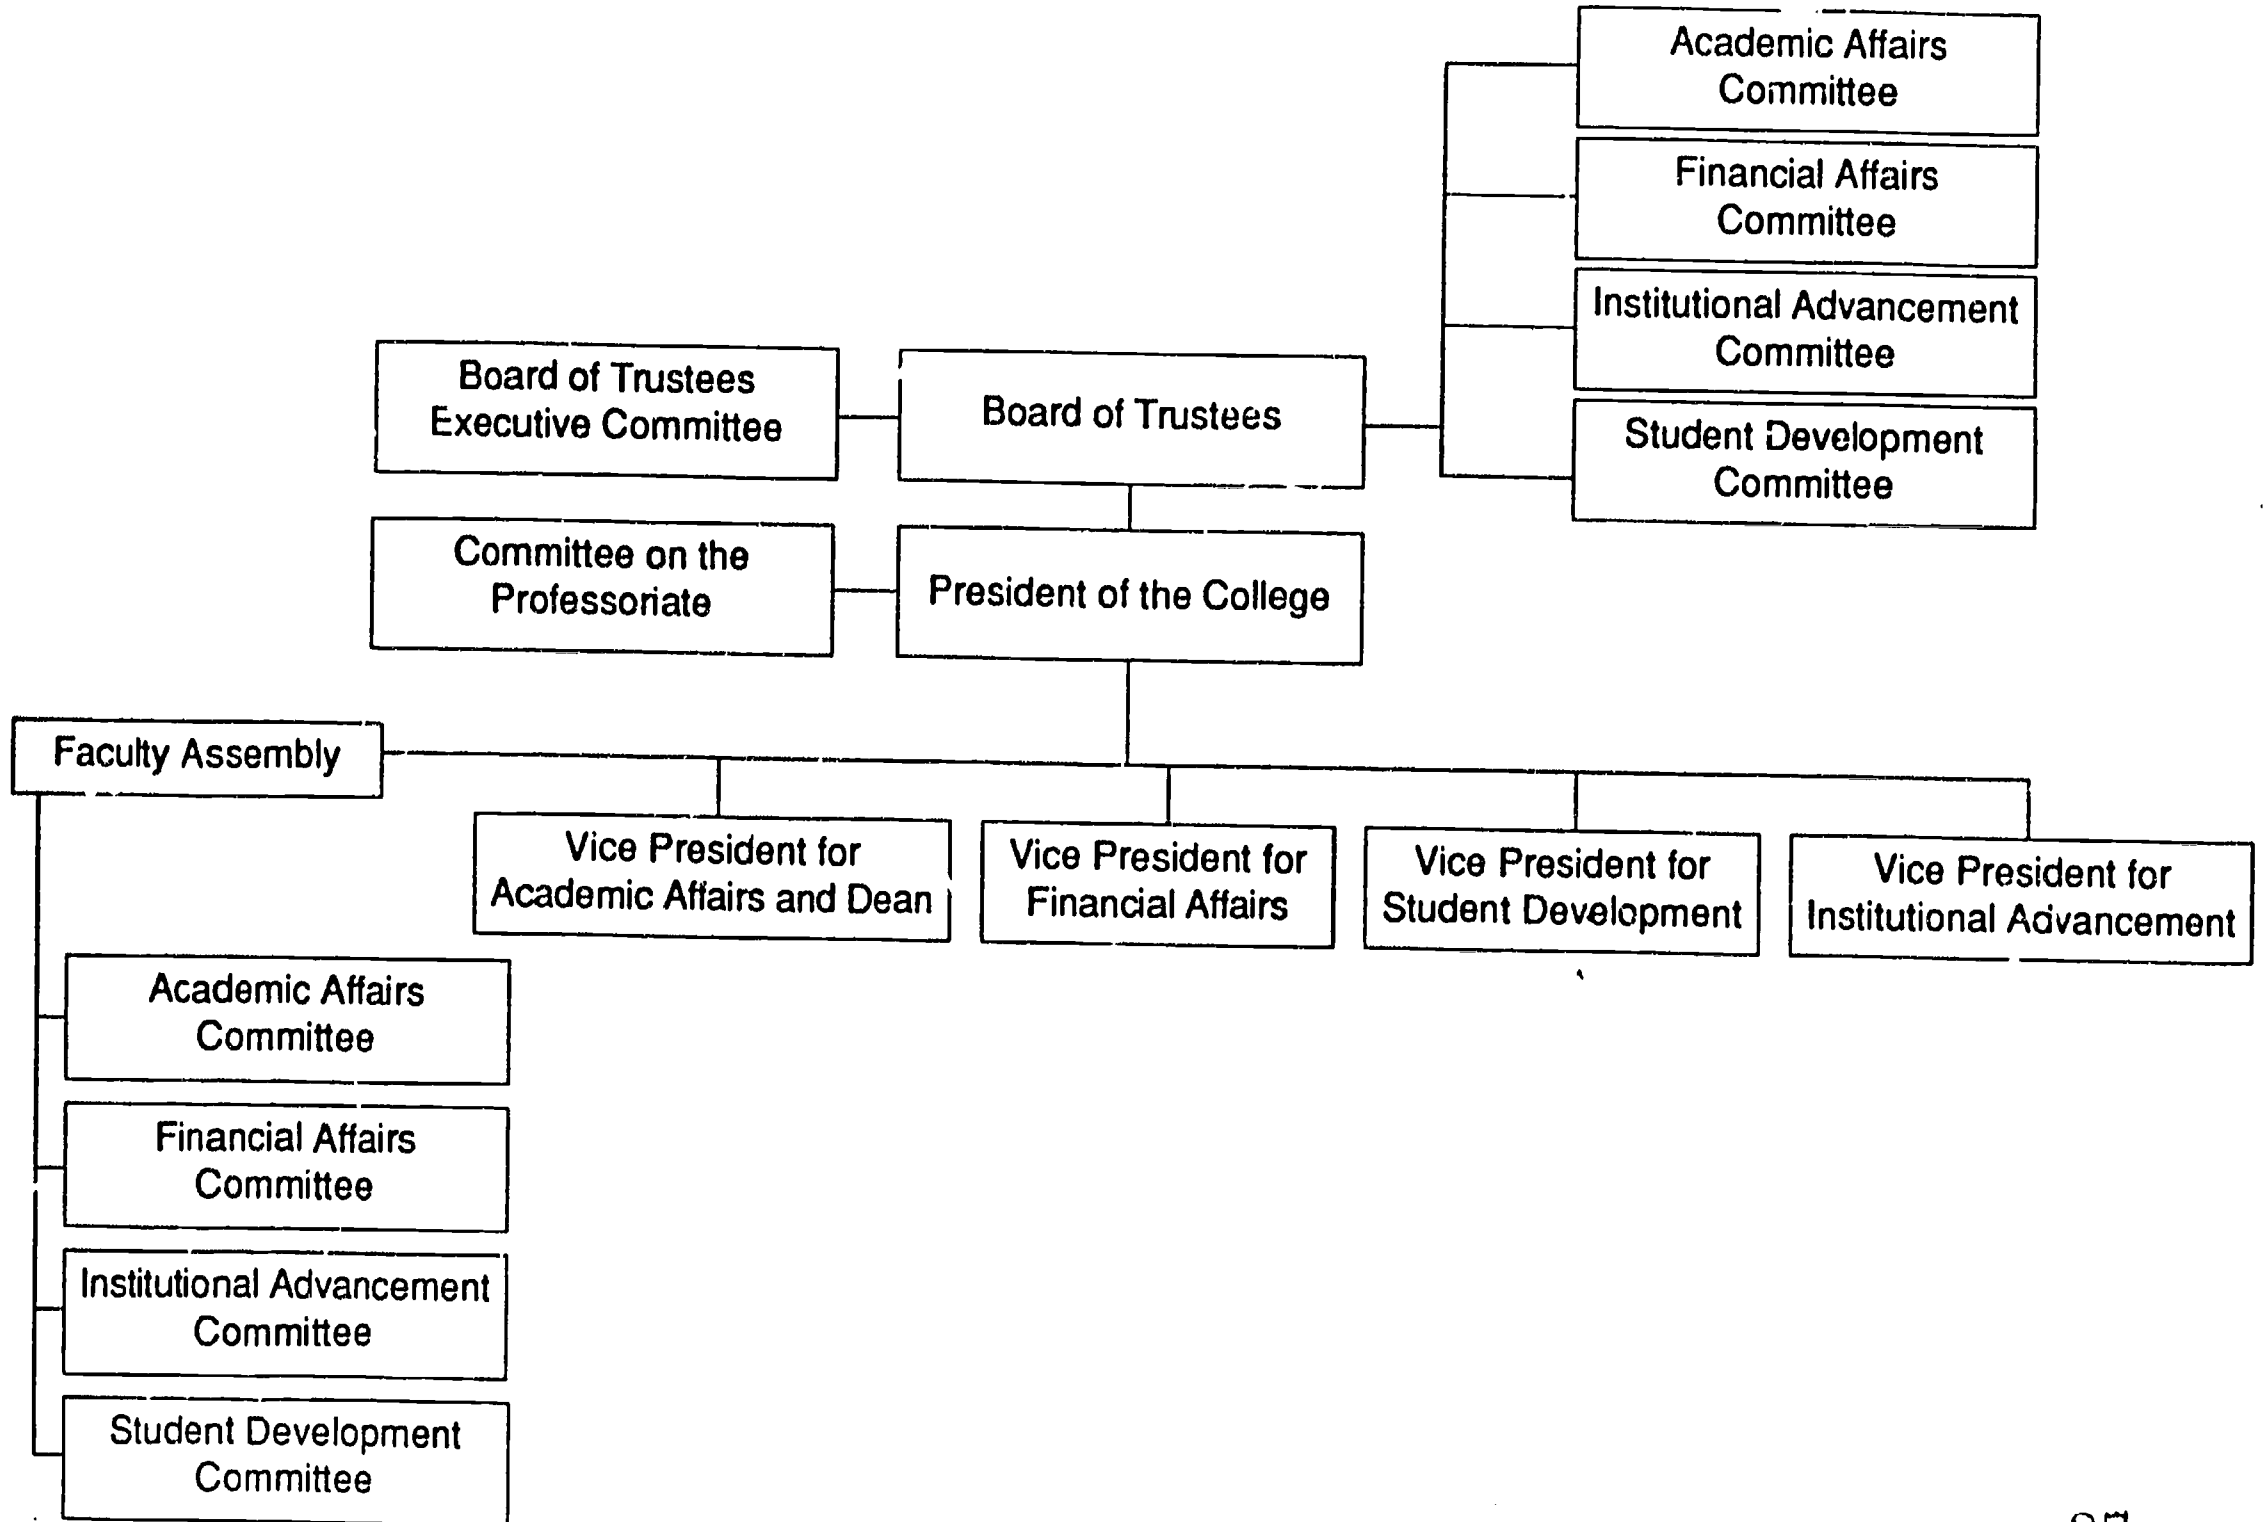 Academic Affairs
Committee
Financial Affairs
Committee
Institutional Advancement
Committee
Student Development
Committee
Board of Trustees
Executive Committee
Board of Trustees
Committee on the
Professoriate
President of the College
Faculty Assembly
Vice President for
Academic Affairs and Dean
Vice President for
Financial Affairs
Vice President for
Student Development
Vice President for
Institutional Advancement
Academic Affairs
Committee
Financial Affairs
Committee
Institutional Advancement
Committee
Student Development
Committee